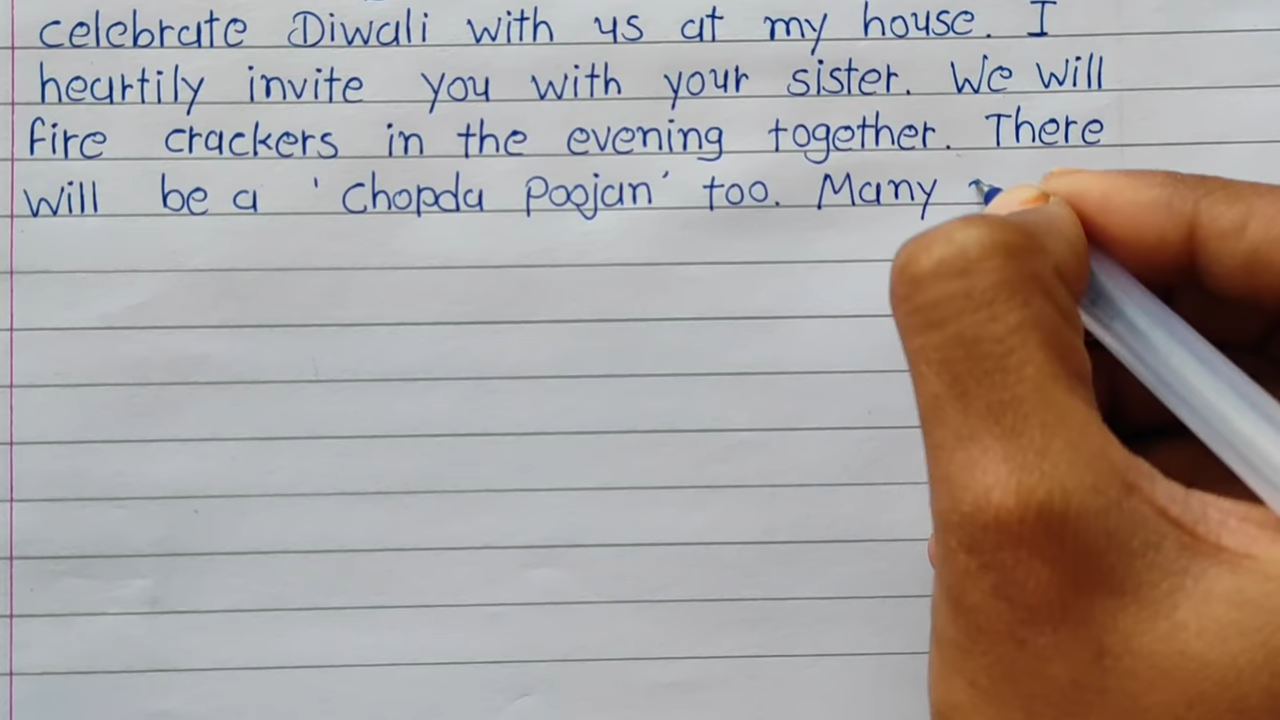 celebrate Diwali with us at my house. I
heartily invite you with your sister. We will
fire crackers in the evening together. There
will be a 'Chopda Poojan' too. Many